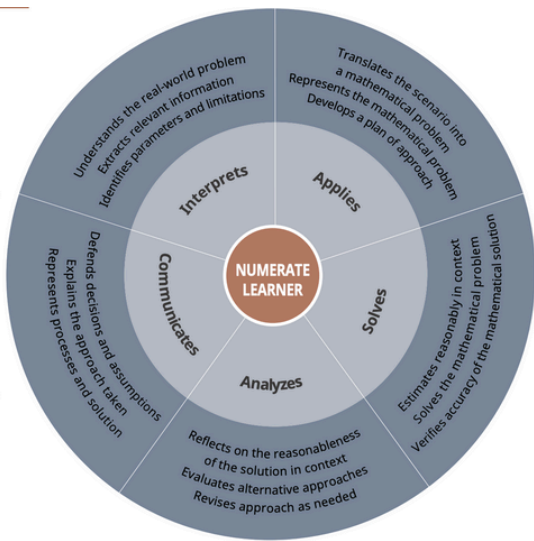 NUMERATE
LEARNER
Interprets
Understands the real-world problem
Extracts relevant information
Identifies parameters and limitations
Applies
Translates the scenario into
a mathematical problem
Represents the mathematical problem
Develops a plan of approach
Solves
Estimates reasonably in context
Solves the mathematical problem
Verifies accuracy of the mathematical solution
Analyzes
Reflects on the reasonableness
of the solution in context
Evaluates alternative approaches
Revises approach as needed
Communicates
Defends decisions and assumptions
Explains the approach taken
Represents processes and solution